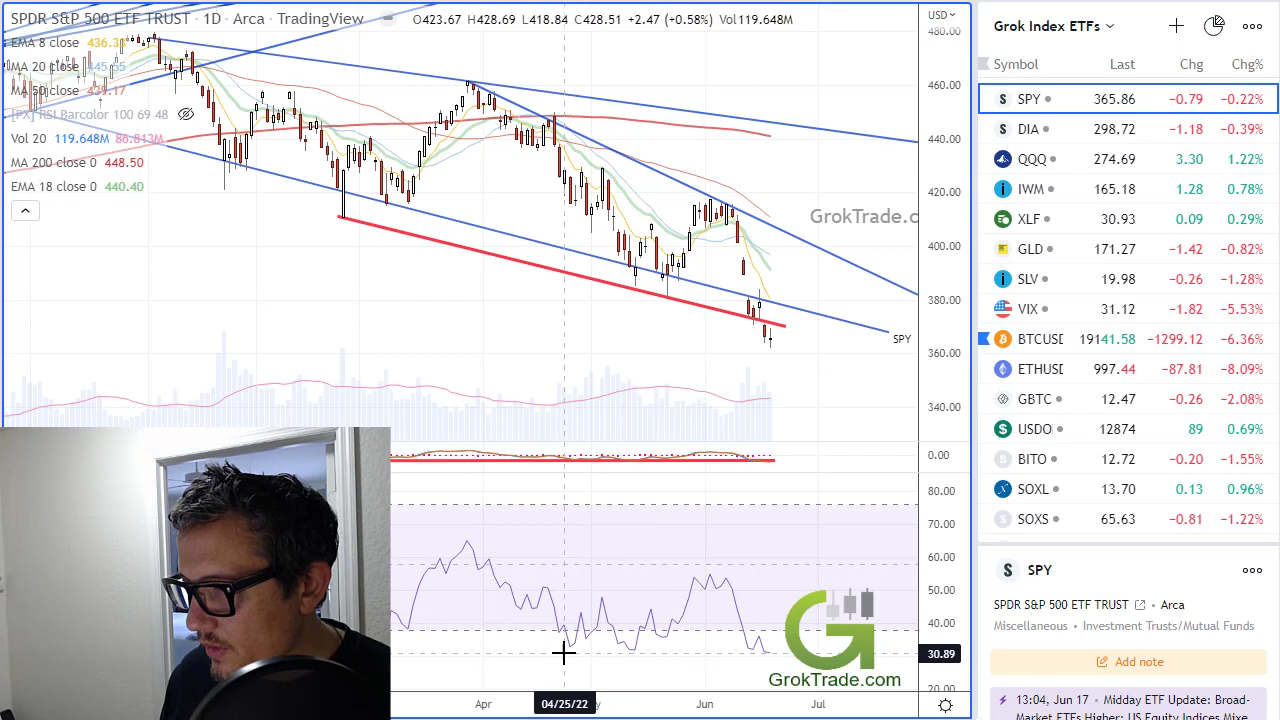 SPDR S&P 500 ETF TRUST · 1D · Arca · TradingView O423.67 H428.69 L418.84 C428.51 +2.47 (+0.58%) Vol119.648M
EMA 8 close 436.33
MA 20 close 445.55
MA 50 close 439.17
[PX] RSI Barcolor 100 69 48
Vol 20 119.648M 86.813M
MA 200 close 0 448.50
EMA 18 close 0 440.40
USD
480.00
460.00
440.00
420.00
400.00
380.00
360.00
340.00
0.00
80.00
70.00
60.00
50.00
40.00
30.89
20.00
GrokTrade.c
SPY
G
GrokTrade.com
Apr 04/25/22 y Jun Jul
Grok Index ETFs
Symbol Last Chg Chg%
SPY 365.86 −0.79 −0.22%
DIA 298.72 −1.18 −0.39%
QQQ 274.69 3.30 1.22%
IWM 165.18 1.28 0.78%
XLF 30.93 0.09 0.29%
GLD 171.27 −1.42 −0.82%
SLV 19.98 −0.26 −1.28%
VIX 31.12 −1.82 −5.53%
BTCUSD 19141.58 −1299.12 −6.36%
ETHUSD 997.44 −87.81 −8.09%
GBTC 12.47 −0.26 −2.08%
USDO 12874 89 0.69%
BITO 12.72 −0.20 −1.55%
SOXL 13.70 0.13 0.96%
SOXS 65.63 −0.81 −1.22%
SPY
SPDR S&P 500 ETF TRUST · Arca
Miscellaneous · Investment Trusts/Mutual Funds
Add note
13:04, Jun 17 · Midday ETF Update: Broad-
Market ETFs Higher; US Equity Indices Mixe